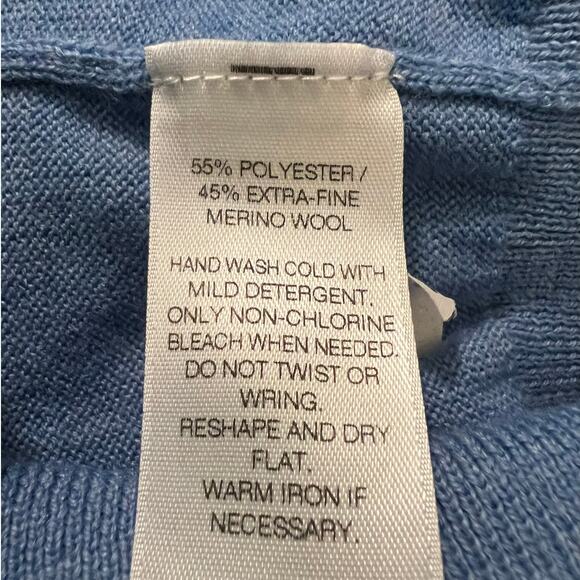 55% POLYESTER /
45% EXTRA-FINE
MERINO WOOL
HAND WASH COLD WITH
MILD DETERGENT.
ONLY NON-CHLORINE
BLEACH WHEN NEEDED.
DO NOT TWIST OR
WRING.
RESHAPE AND DRY
FLAT.
WARM IRON IF
NECESSARY.